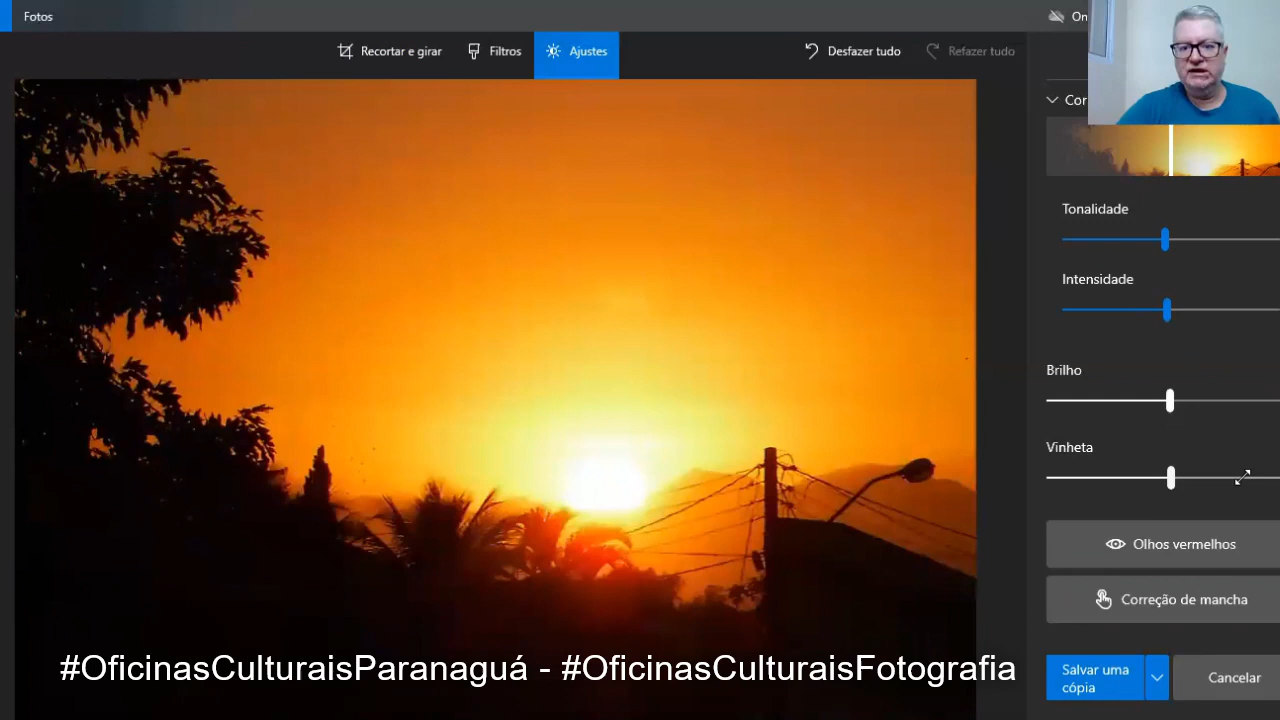 Fotos
On
Recortar e girar
Filtros
Ajustes
Desfazer tudo
Refazer tudo
Cor
Tonalidade
Intensidade
Brilho
Vinheta
Olhos vermelhos
Correção de mancha
Salvar uma
cópia
Cancelar
#OficinasCulturaisParanaguá - #OficinasCulturaisFotografia